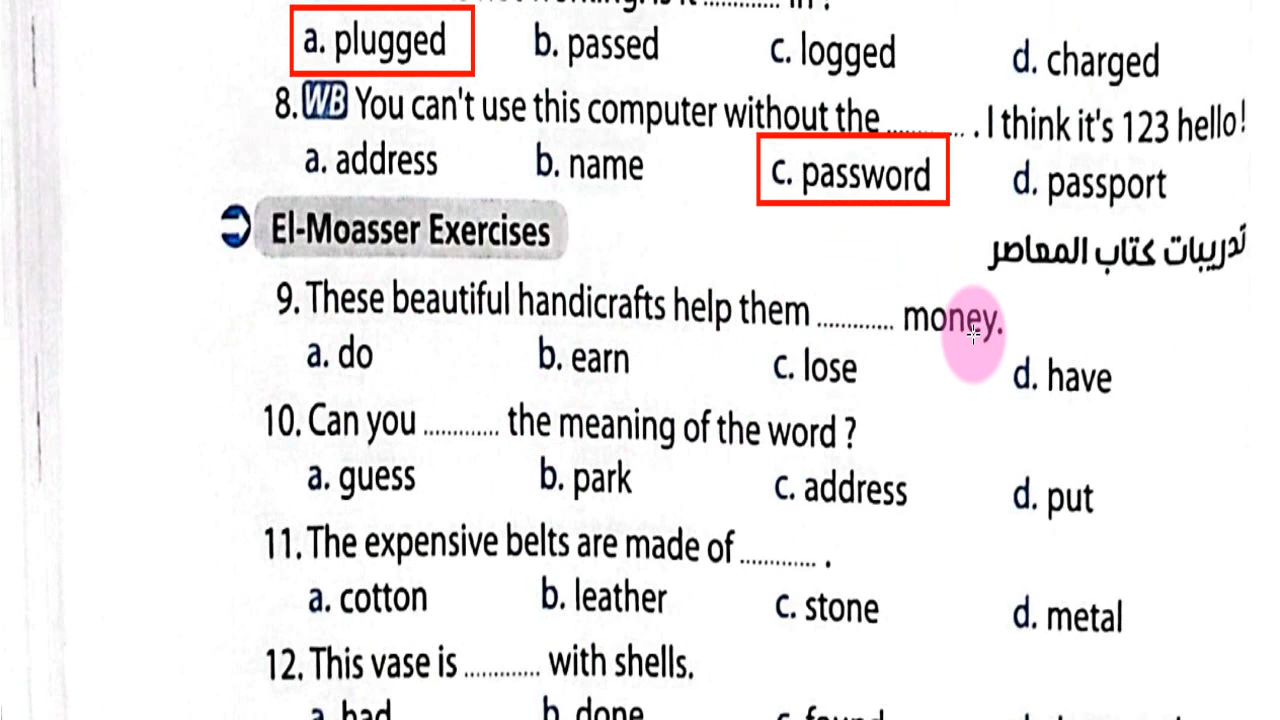 a. plugged b. passed c. logged d. charged
8. WB You can't use this computer without the ............ . I think it's 123 hello!
a. address b. name c. password d. passport
El-Moasser Exercises تدريبات كتاب المعاصر
9. These beautiful handicrafts help them ............ money.
a. do b. earn c. lose d. have
10. Can you ............ the meaning of the word ?
a. guess b. park c. address d. put
11. The expensive belts are made of ............ .
a. cotton b. leather c. stone d. metal
12. This vase is ............ with shells.
a. had b. done c. found